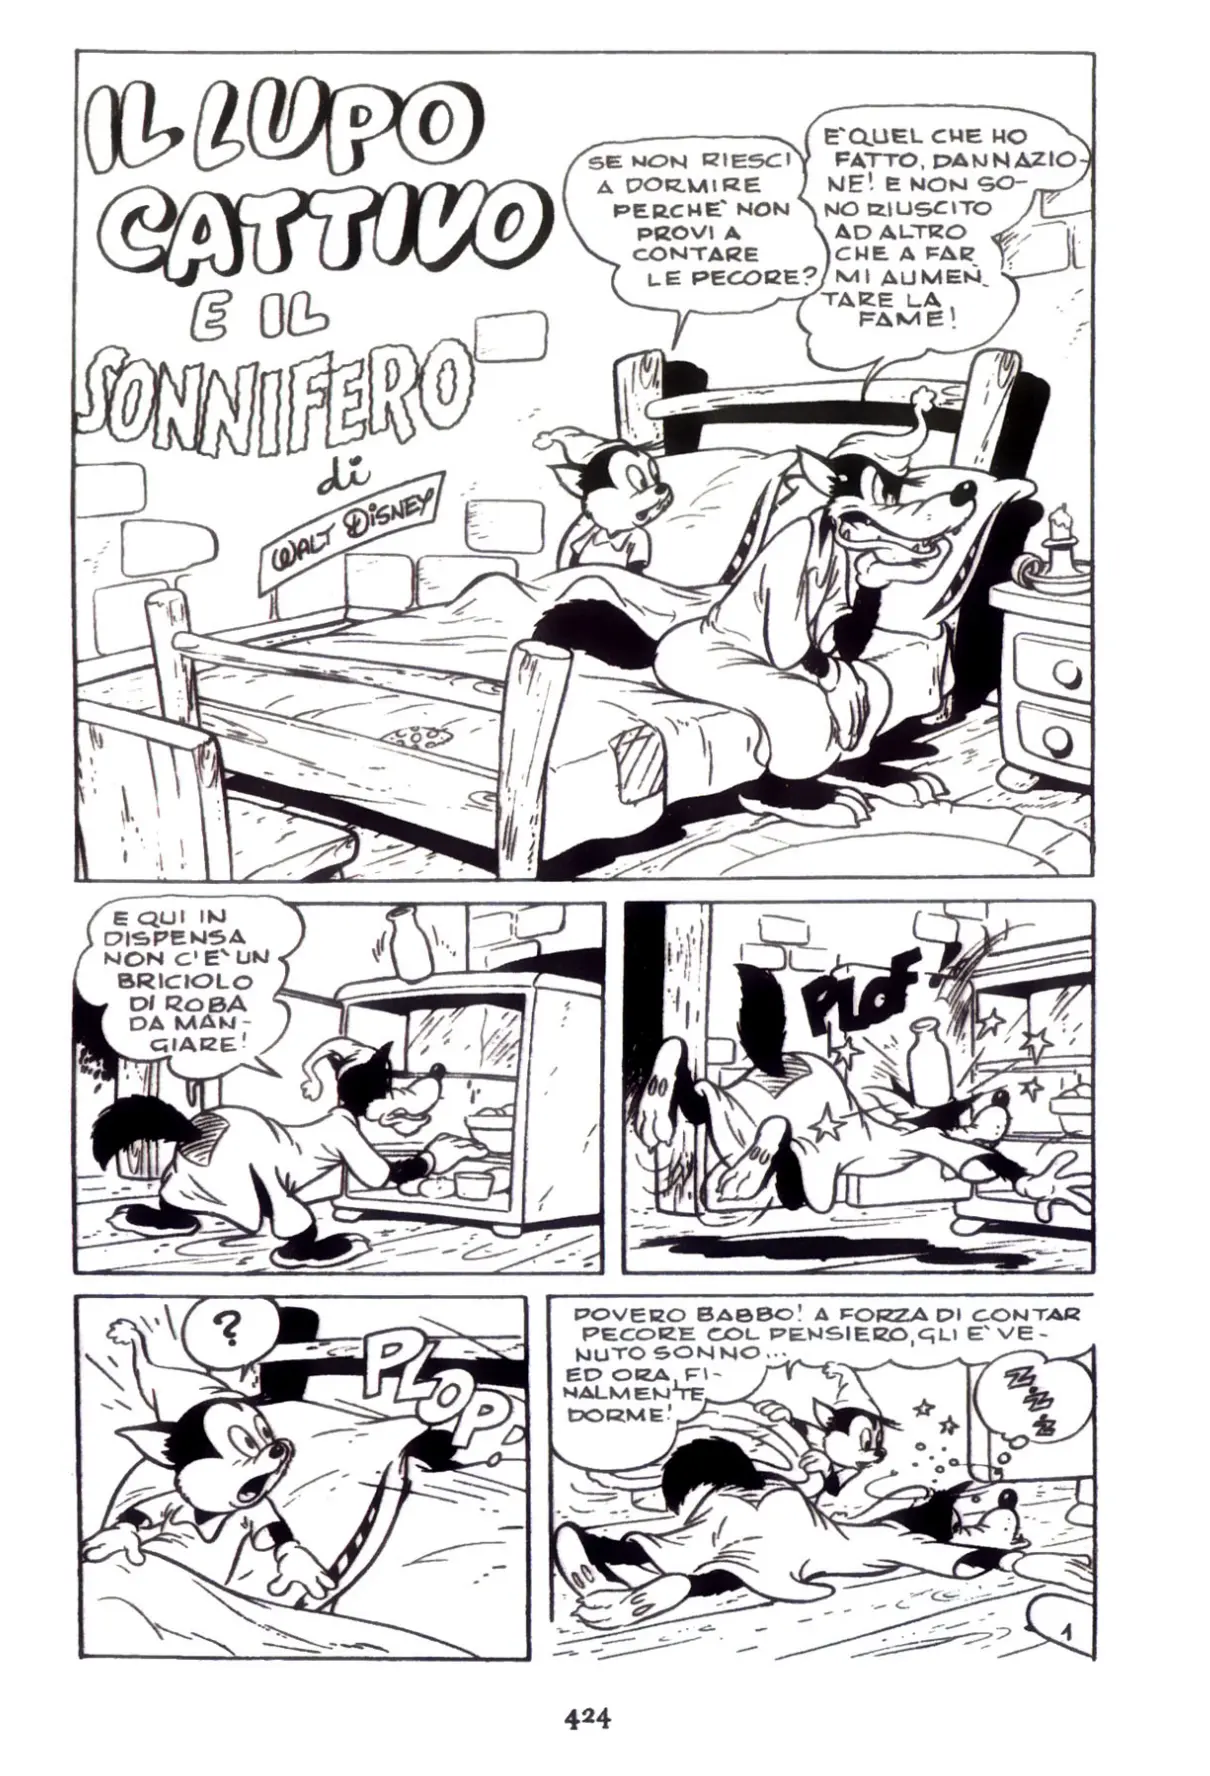 IL LUPO
CATTIVO
E IL
SONNIFERO
di
WALT DISNEY
SE NON RIESCI
A DORMIRE
PERCHE' NON
PROVI A
CONTARE
LE PECORE?
E' QUEL CHE HO
FATTO, DANNAZIO-
NE! E NON SO-
NO RIUSCITO
AD ALTRO
CHE A FAR
MI AUMEN
TARE LA
FAME!
E QUI IN
DISPENSA
NON C'E' UN
BRICIOLO
DI ROBA
DA MAN-
GIARE!
PLOF!
?
PLOP!
POVERO BABBO! A FORZA DI CONTAR
PECORE COL PENSIERO, GLI E' VE-
NUTO SONNO...
ED ORA, FI-
NALMENTE
DORME!
Z
Z
Z
1
424